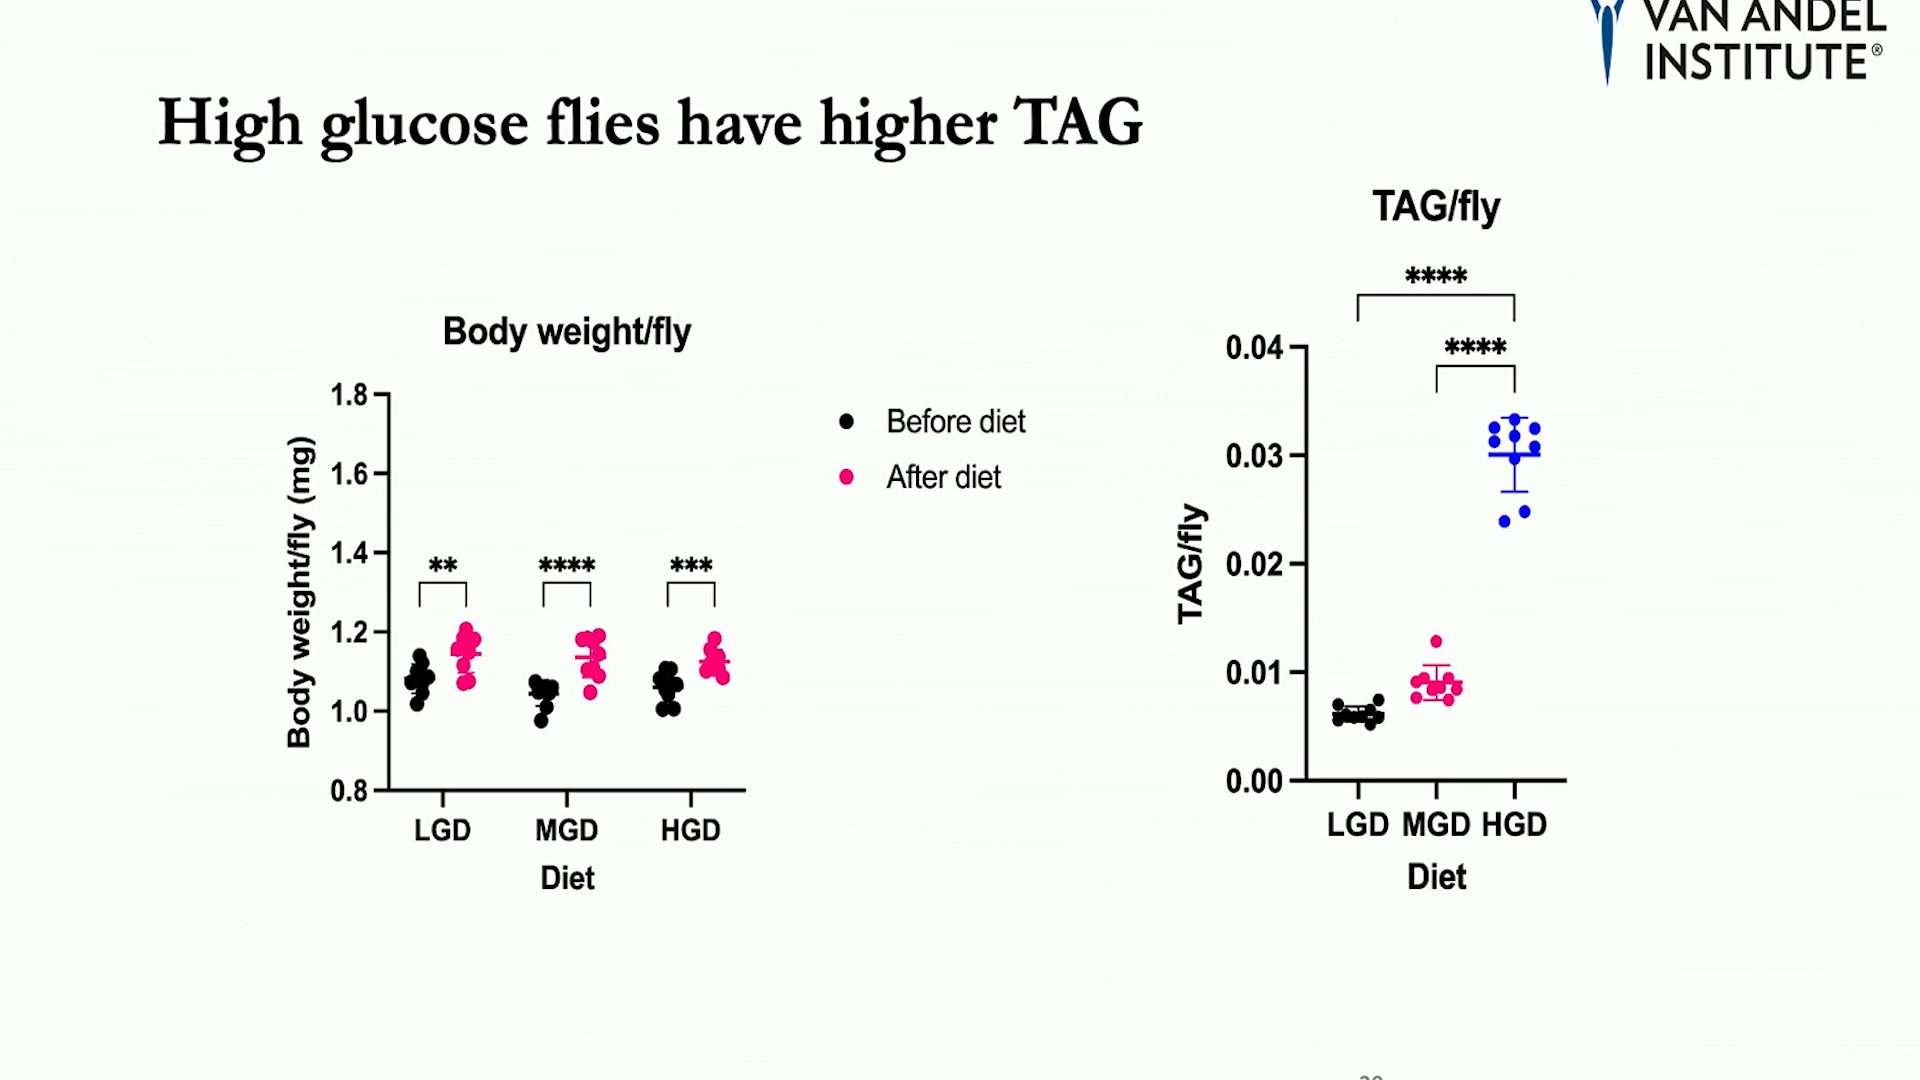 VAN ANDEL
INSTITUTE®
High glucose flies have higher TAG
Body weight/fly
Body weight/fly (mg)
1.8
1.6
1.4
1.2
1.0
0.8
** **** ***
LGD MGD HGD
Diet
Before diet
After diet
TAG/fly
****
****
TAG/fly
0.04
0.03
0.02
0.01
0.00
LGD MGD HGD
Diet